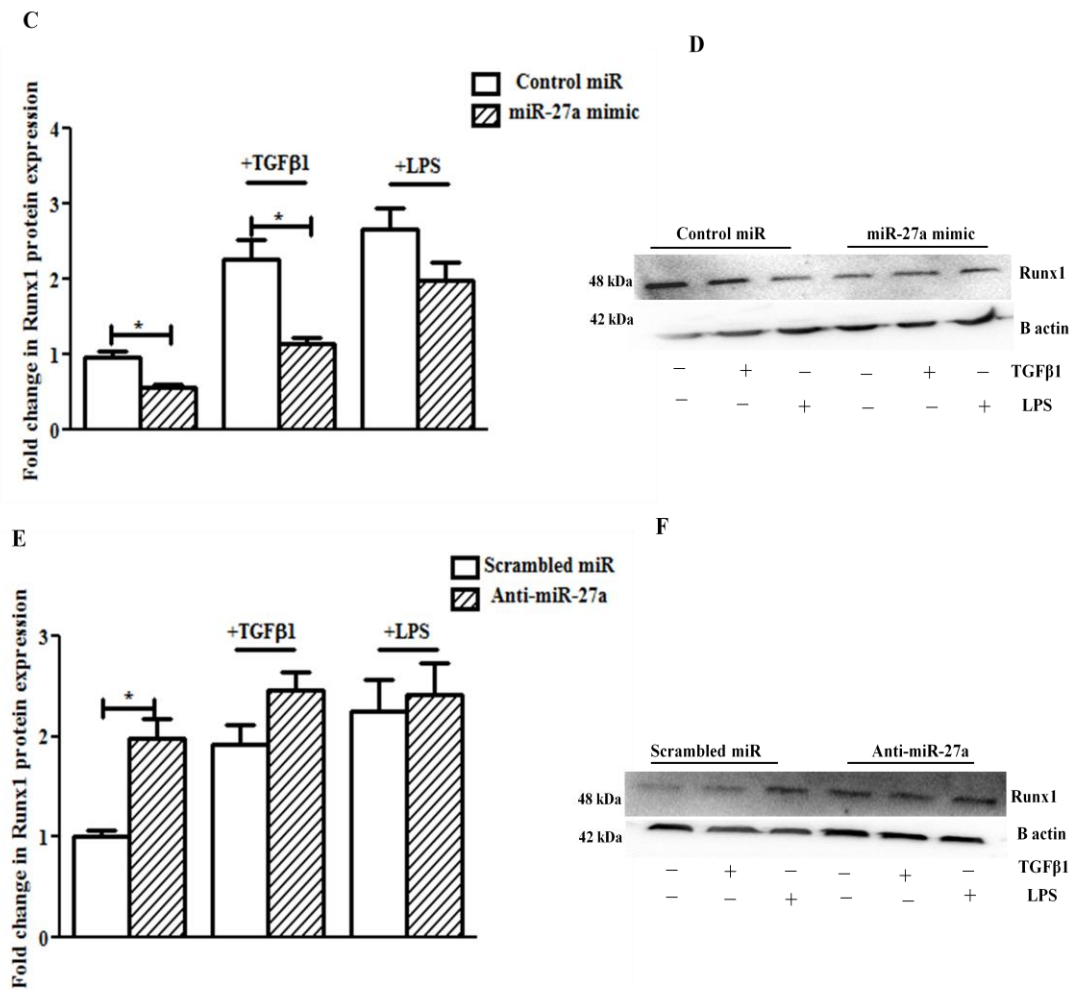 C
Fold change in Runx1 protein expression
Control miR
miR-27a mimic
4
3
2
1
0
+TGFβ1
+LPS
*
*
D
Control miR miR-27a mimic
48 kDa Runx1
42 kDa B actin
− + − − + − TGFβ1
− − + − − + LPS
E
Fold change in Runx1 protein expression
Scrambled miR
Anti-miR-27a
3
2
1
0
+TGFβ1
+LPS
*
F
Scrambled miR Anti-miR-27a
48 kDa Runx1
42 kDa B actin
− + − − + − TGFβ1
− − + − − + LPS